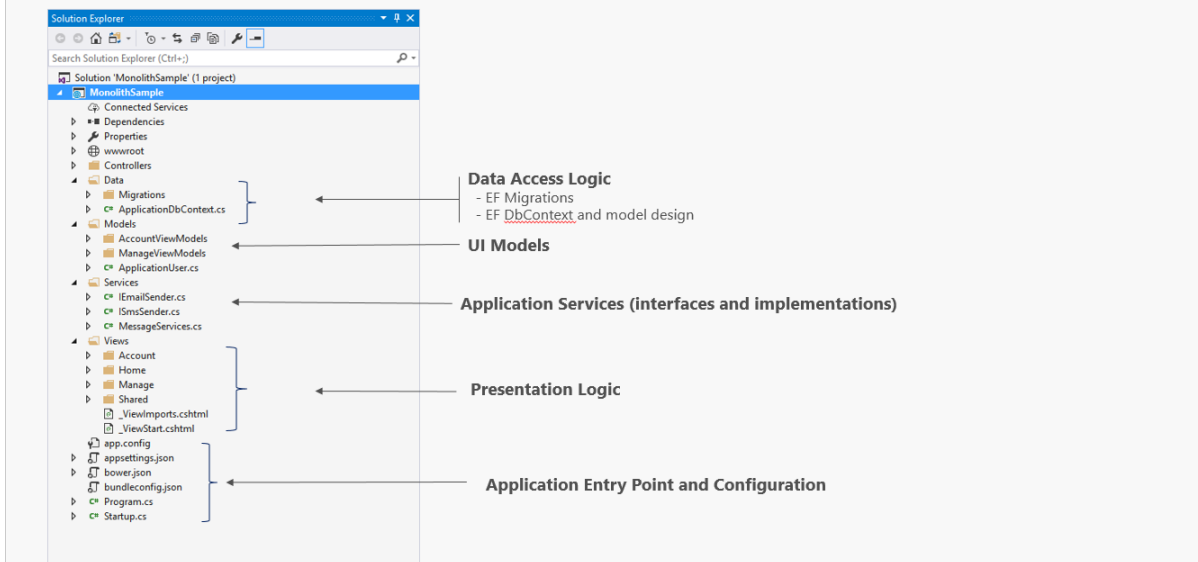 Solution Explorer
Search Solution Explorer (Ctrl+;)
Solution 'MonolithSample' (1 project)
MonolithSample
Connected Services
Dependencies
Properties
wwwroot
Controllers
Data
Migrations
C# ApplicationDbContext.cs
Models
AccountViewModels
ManageViewModels
C# ApplicationUser.cs
Services
C# IEmailSender.cs
C# ISmsSender.cs
C# MessageServices.cs
Views
Account
Home
Manage
Shared
_ViewImports.cshtml
_ViewStart.cshtml
app.config
appsettings.json
bower.json
bundleconfig.json
C# Program.cs
C# Startup.cs
Data Access Logic
- EF Migrations
- EF DbContext and model design
UI Models
Application Services (interfaces and implementations)
Presentation Logic
Application Entry Point and Configuration